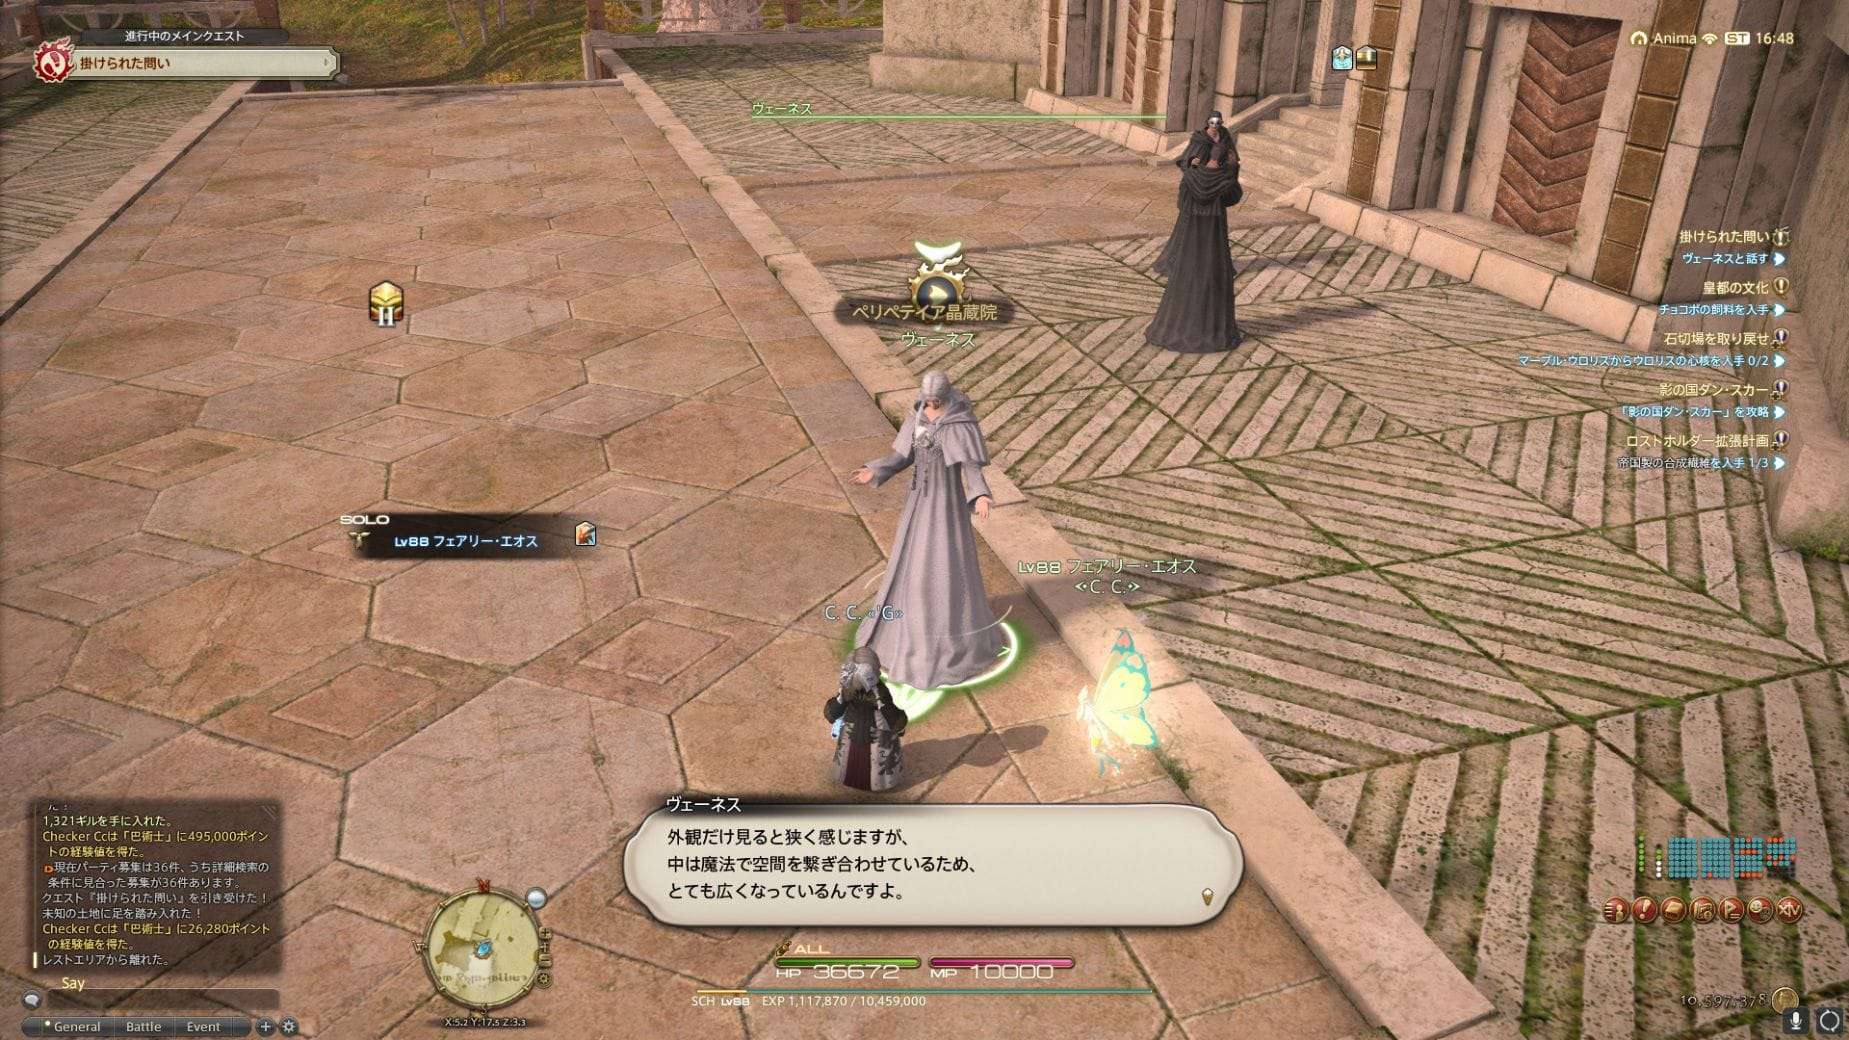 進行中のメインクエスト
掛けられた問い
Anima ST 16:48
ヴェーネス
掛けられた問い
ヴェーネスと話す
皇都の文化
チョコボの飼料を入手
石切場を取り戻せ
マーブル・ウロリスからウロリスの心核を入手 0/2
影の国ダン・スカー
「影の国ダン・スカー」を攻略
ロストホルダー拡張計画
帝国製の合成繊維を入手 1/3
II
ペリペテイア晶蔵院
ヴェーネス
SOLO
Lv88 フェアリー・エオス
Lv88 フェアリー・エオス
«C. C.»
C. C. «'G»
ヴェーネス
外観だけ見ると狭く感じますが、
中は魔法で空間を繋ぎ合わせているため、
とても広くなっているんですよ。
た！
1,321ギルを手に入れた。
Checker Ccは「巴術士」に495,000ポイン
トの経験値を得た。
現在パーティ募集は36件、うち詳細検索の
条件に見合った募集が36件あります。
クエスト『掛けられた問い』を引き受けた！
未知の土地に足を踏み入れた！
Checker Ccは「巴術士」に26,280ポイント
の経験値を得た。
レストエリアから離れた。
Say
General Battle Event
N
X:5.2 Y:17.5 Z:3.3
ALL
HP 36672 MP 10000
SCH Lv88 EXP 1,117,870 / 10,459,000
XIV
10,597,378